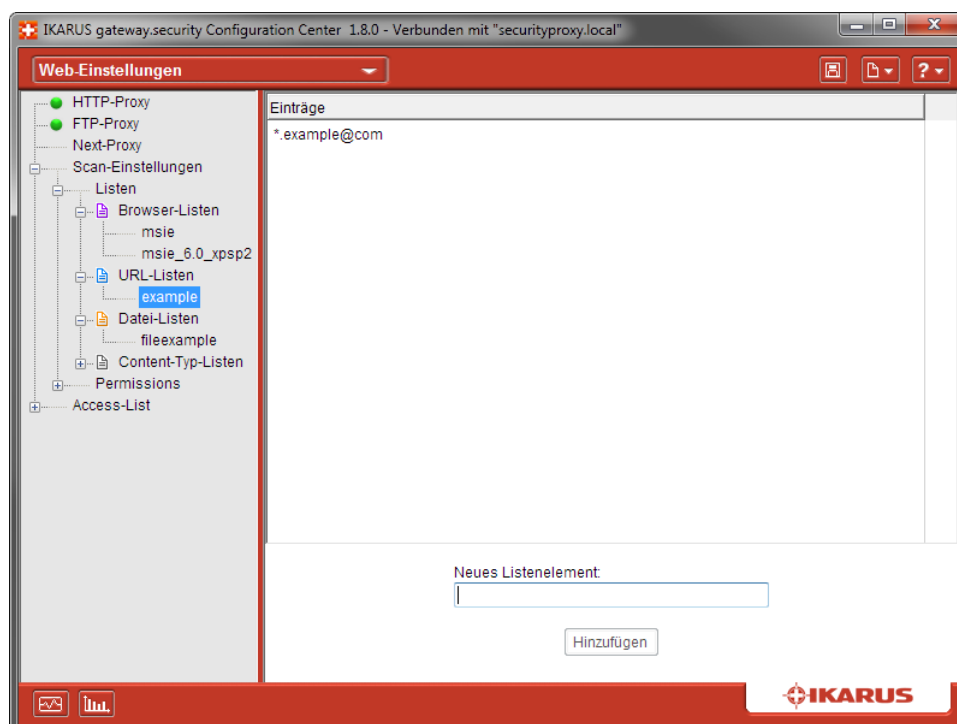 IKARUS gateway.security Configuration Center 1.8.0 - Verbunden mit "securityproxy.local"
Web-Einstellungen
?
HTTP-Proxy
FTP-Proxy
Next-Proxy
Scan-Einstellungen
Listen
Browser-Listen
msie
msie_6.0_xpsp2
URL-Listen
example
Datei-Listen
fileexample
Content-Typ-Listen
Permissions
Access-List
Einträge
*.example@com
Neues Listenelement:
Hinzufügen
IKARUS